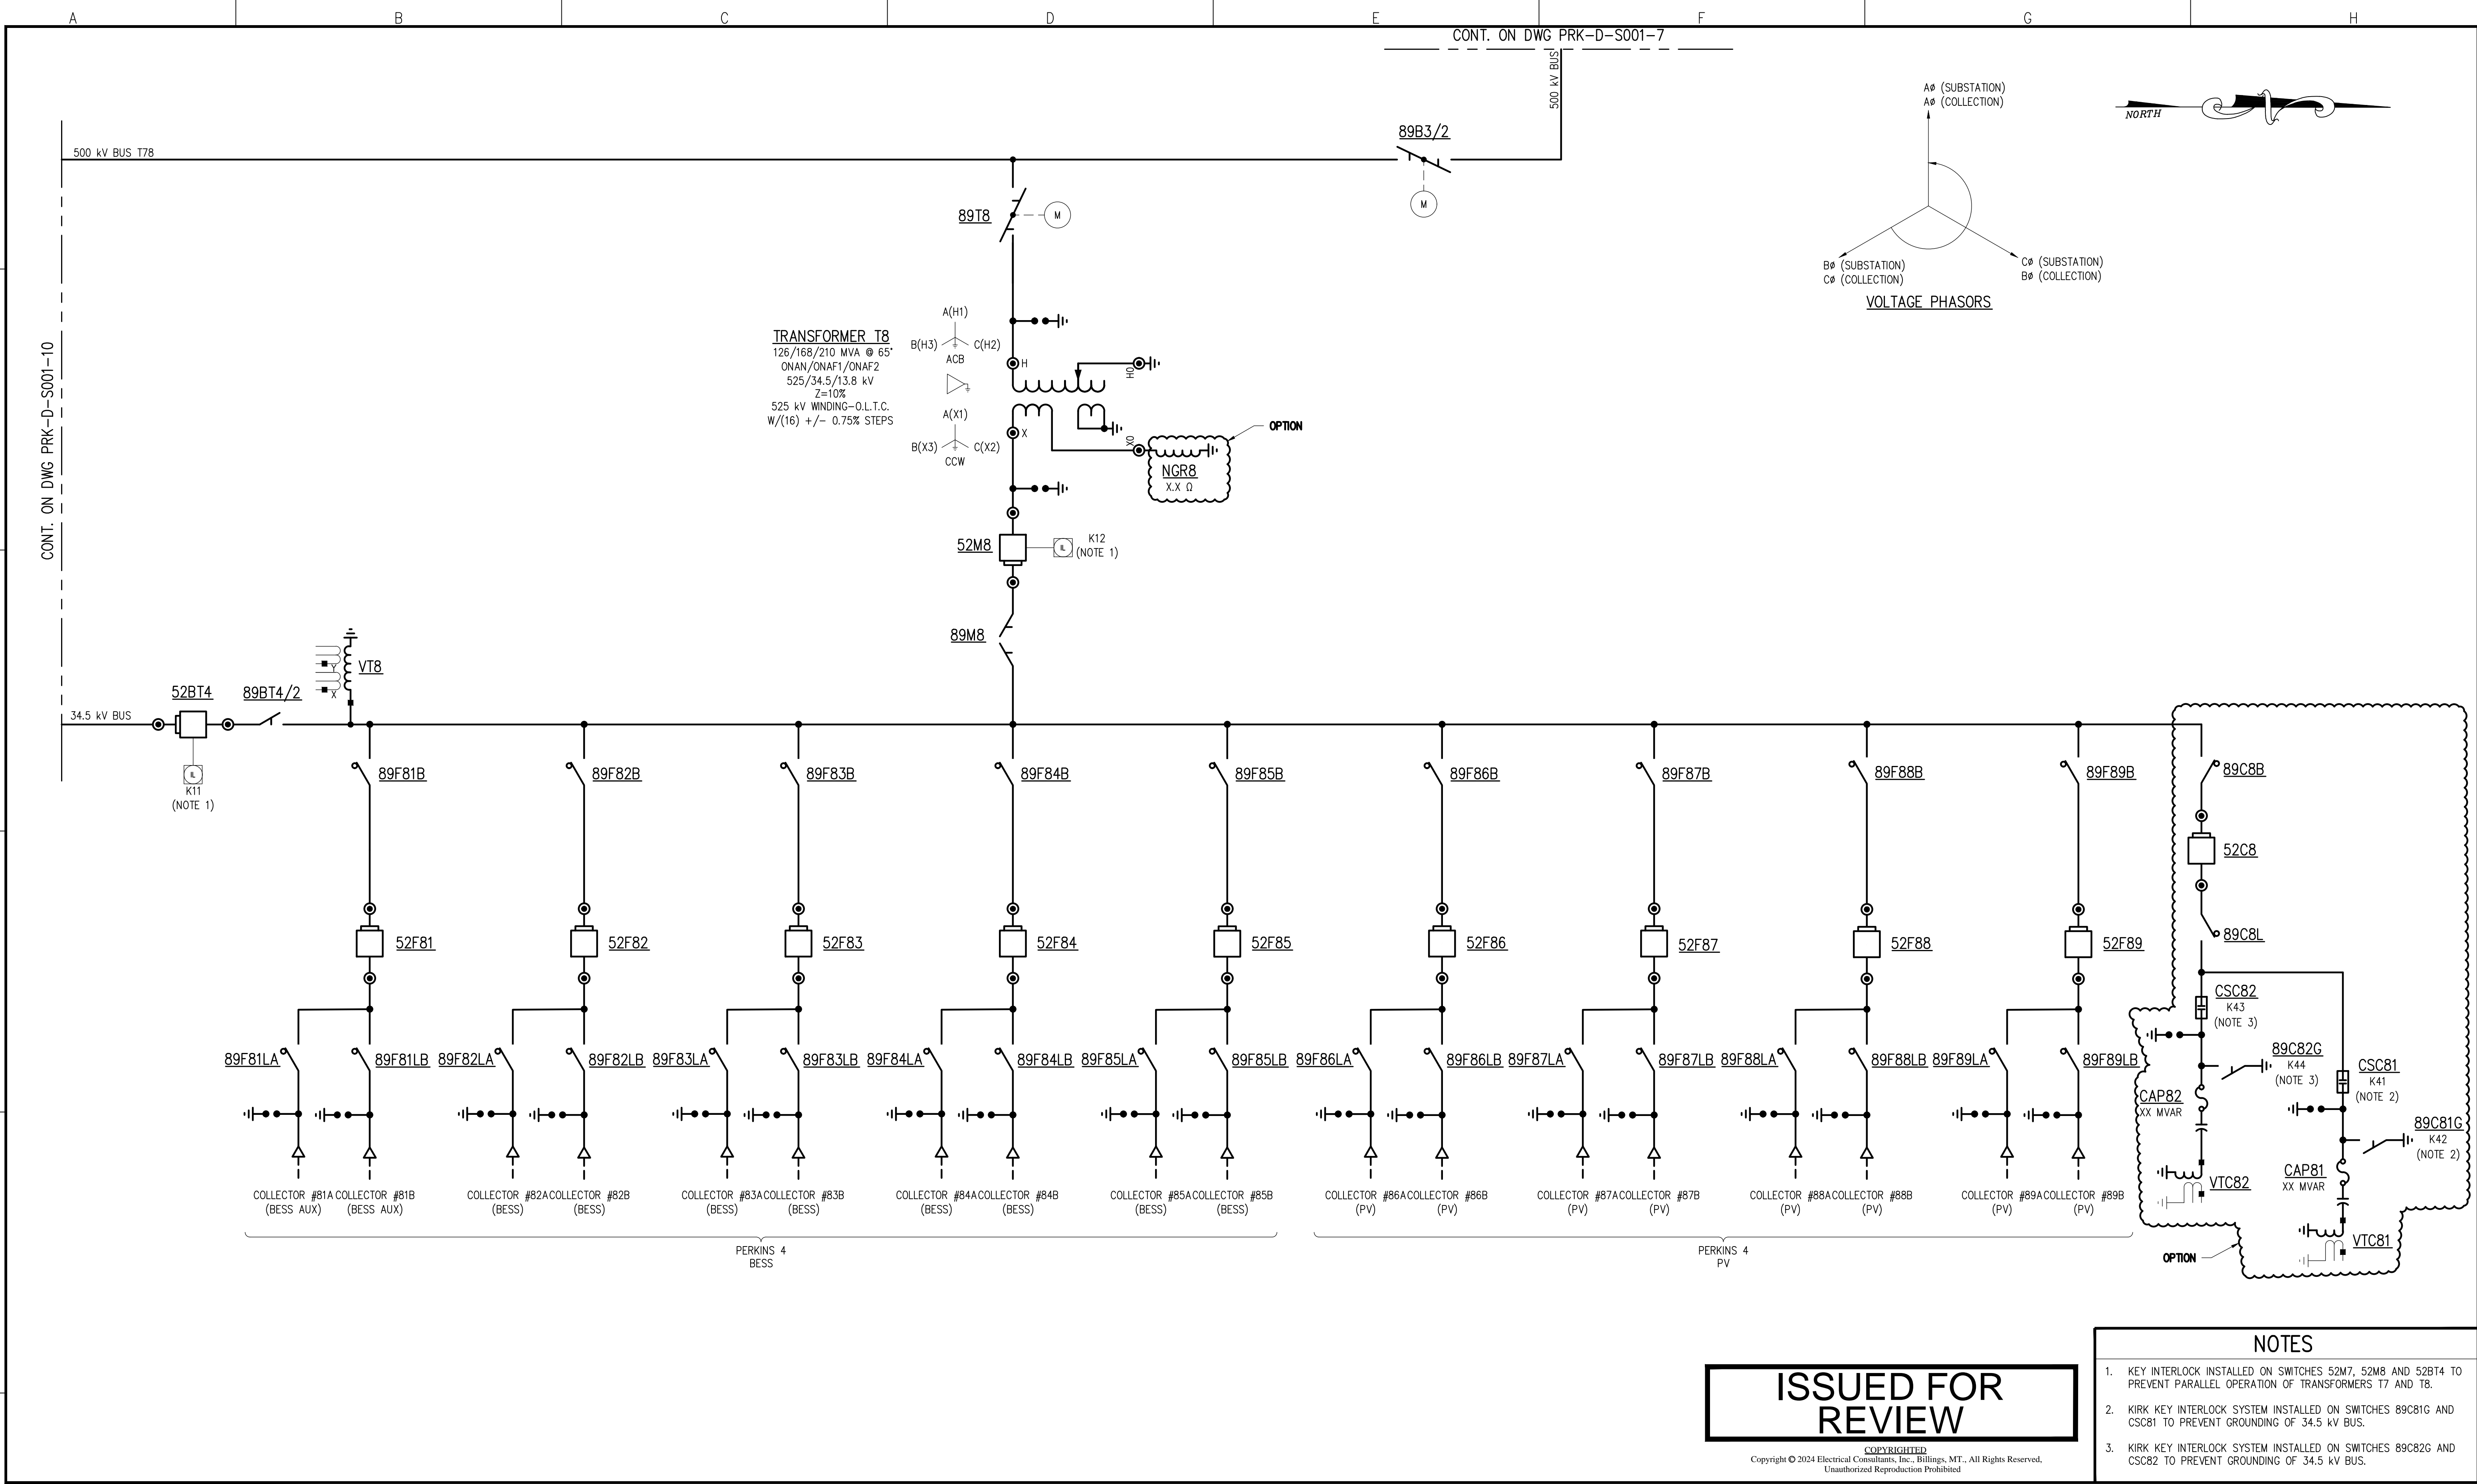 A
B
C
D
E
F
G
H
CONT. ON DWG PRK-D-S001-7
500 kV BUS
AØ (SUBSTATION)
AØ (COLLECTION)
NORTH
BØ (SUBSTATION)
CØ (COLLECTION)
CØ (SUBSTATION)
BØ (COLLECTION)
VOLTAGE PHASORS
89B3/2
M
500 kV BUS T78
CONT. ON DWG PRK-D-S001-10
89T8
M
TRANSFORMER T8
126/168/210 MVA @ 65°
ONAN/ONAF1/ONAF2
525/34.5/13.8 kV
Z=10%
525 kV WINDING-O.L.T.C.
W/(16) +/- 0.75% STEPS
A(H1)
B(H3)
C(H2)
ACB
A(X1)
B(X3)
C(X2)
CCW
H
H0
X
X0
OPTION
NGR8
X.X Ω
52M8
IL
K12
(NOTE 1)
89M8
VT8
Y
X
34.5 kV BUS
52BT4
89BT4/2
IL
K11
(NOTE 1)
89F81B
89F82B
89F83B
89F84B
89F85B
89F86B
89F87B
89F88B
89F89B
89C8B
52C8
52F81
52F82
52F83
52F84
52F85
52F86
52F87
52F88
52F89
89C8L
CSC82
K43
(NOTE 3)
89C82G
K44
(NOTE 3)
CSC81
K41
(NOTE 2)
89C81G
K42
(NOTE 2)
89F81LA
89F81LB
89F82LA
89F82LB
89F83LA
89F83LB
89F84LA
89F84LB
89F85LA
89F85LB
89F86LA
89F86LB
89F87LA
89F87LB
89F88LA
89F88LB
89F89LA
89F89LB
CAP82
XX MVAR
CAP81
XX MVAR
VTC82
VTC81
OPTION
COLLECTOR #81A
(BESS AUX)
COLLECTOR #81B
(BESS AUX)
COLLECTOR #82A
(BESS)
COLLECTOR #82B
(BESS)
COLLECTOR #83A
(BESS)
COLLECTOR #83B
(BESS)
COLLECTOR #84A
(BESS)
COLLECTOR #84B
(BESS)
COLLECTOR #85A
(BESS)
COLLECTOR #85B
(BESS)
COLLECTOR #86A
(PV)
COLLECTOR #86B
(PV)
COLLECTOR #87A
(PV)
COLLECTOR #87B
(PV)
COLLECTOR #88A
(PV)
COLLECTOR #88B
(PV)
COLLECTOR #89A
(PV)
COLLECTOR #89B
(PV)
PERKINS 4
BESS
PERKINS 4
PV
ISSUED FOR
REVIEW
COPYRIGHTED
Copyright © 2024 Electrical Consultants, Inc., Billings, MT., All Rights Reserved,
Unauthorized Reproduction Prohibited
NOTES
1. KEY INTERLOCK INSTALLED ON SWITCHES 52M7, 52M8 AND 52BT4 TO
PREVENT PARALLEL OPERATION OF TRANSFORMERS T7 AND T8.
2. KIRK KEY INTERLOCK SYSTEM INSTALLED ON SWITCHES 89C81G AND
CSC81 TO PREVENT GROUNDING OF 34.5 kV BUS.
3. KIRK KEY INTERLOCK SYSTEM INSTALLED ON SWITCHES 89C82G AND
CSC82 TO PREVENT GROUNDING OF 34.5 kV BUS.